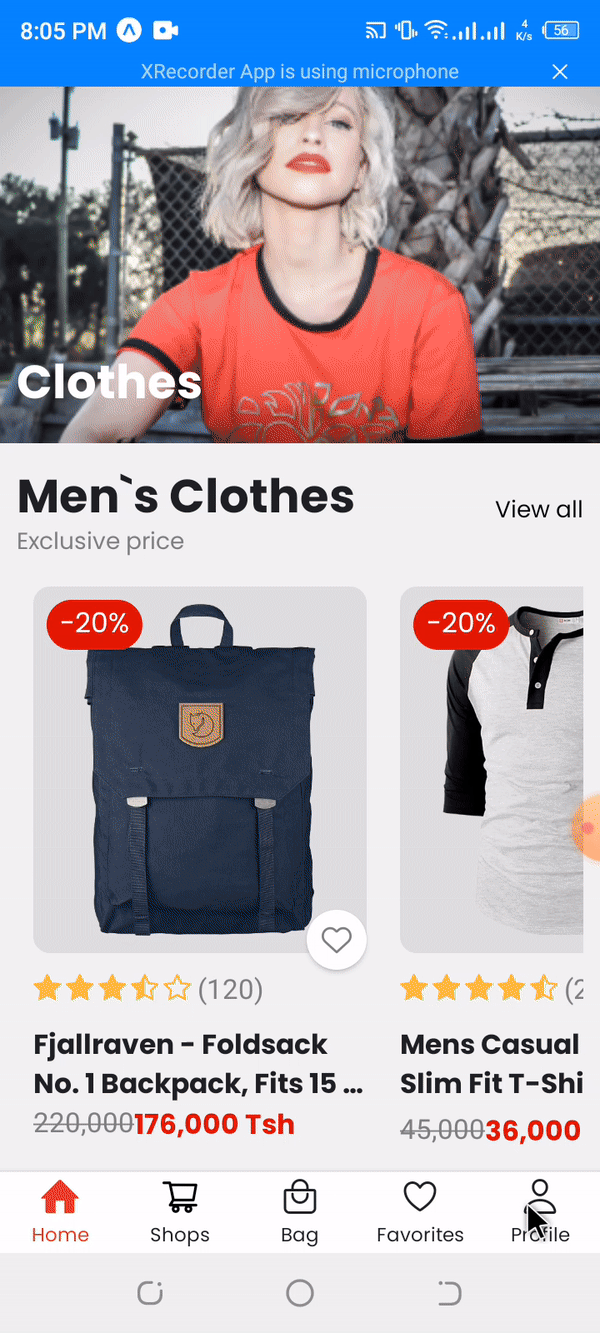 8:05 PM
4
K/s
56
XRecorder App is using microphone
Clothes
Men`s Clothes
View all
Exclusive price
-20%
-20%
(120)
(2
Fjallraven - Foldsack
No. 1 Backpack, Fits 15 ...
220,000176,000 Tsh
Mens Casual
Slim Fit T-Shi
45,00036,000
Home
Shops
Bag
Favorites
Profile